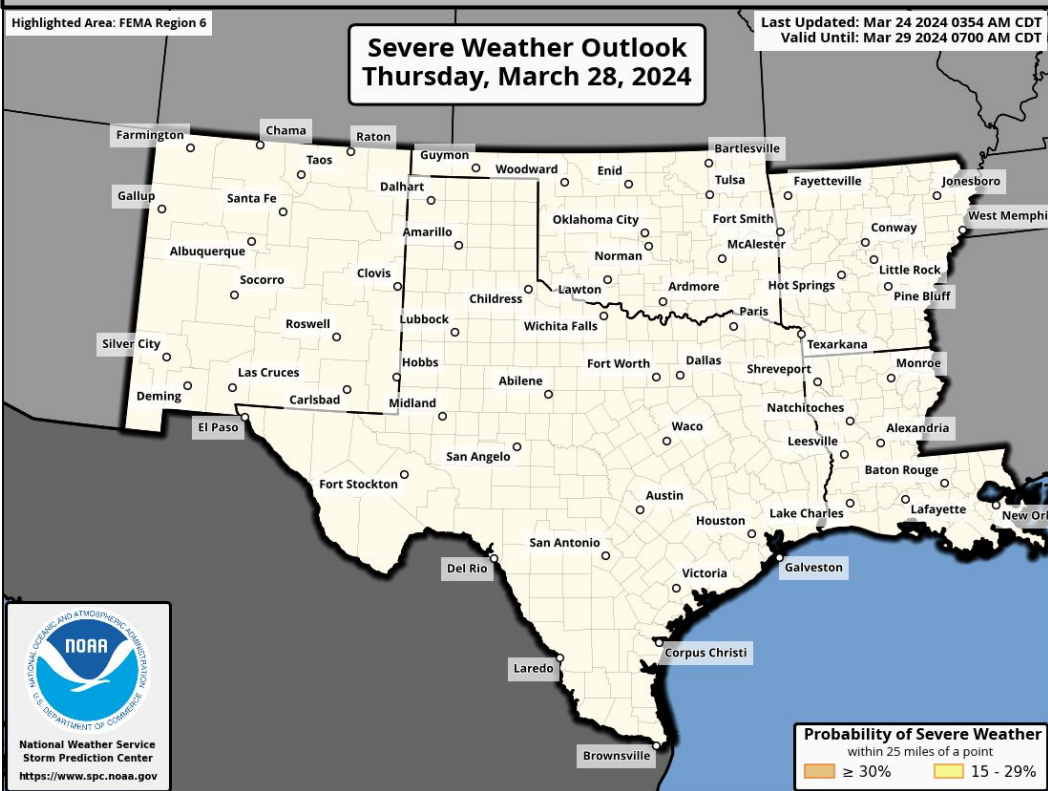 Highlighted Area: FEMA Region 6
Severe Weather Outlook
Thursday, March 28, 2024
Last Updated: Mar 24 2024 0354 AM CDT
Valid Until: Mar 29 2024 0700 AM CDT
Farmington
Chama
Raton
Taos
Guymon
Woodward
Enid
Bartlesville
Tulsa
Fayetteville
Jonesboro
Gallup
Santa Fe
Dalhart
Oklahoma City
Fort Smith
West Memphi
Albuquerque
Amarillo
Norman
McAlester
Conway
Socorro
Clovis
Childress
Lawton
Ardmore
Hot Springs
Little Rock
Pine Bluff
Roswell
Lubbock
Wichita Falls
Paris
Texarkana
Silver City
Las Cruces
Hobbs
Abilene
Fort Worth
Dallas
Shreveport
Monroe
Deming
Carlsbad
Midland
Natchitoches
El Paso
San Angelo
Waco
Leesville
Alexandria
Fort Stockton
Baton Rouge
Austin
Houston
Lake Charles
Lafayette
New Orl
San Antonio
Del Rio
Galveston
Victoria
Laredo
Corpus Christi
Brownsville
NATIONAL OCEANIC AND ATMOSPHERIC ADMINISTRATION
NOAA
U.S. DEPARTMENT OF COMMERCE
National Weather Service
Storm Prediction Center
https://www.spc.noaa.gov
Probability of Severe Weather
within 25 miles of a point
≥ 30%
15 - 29%